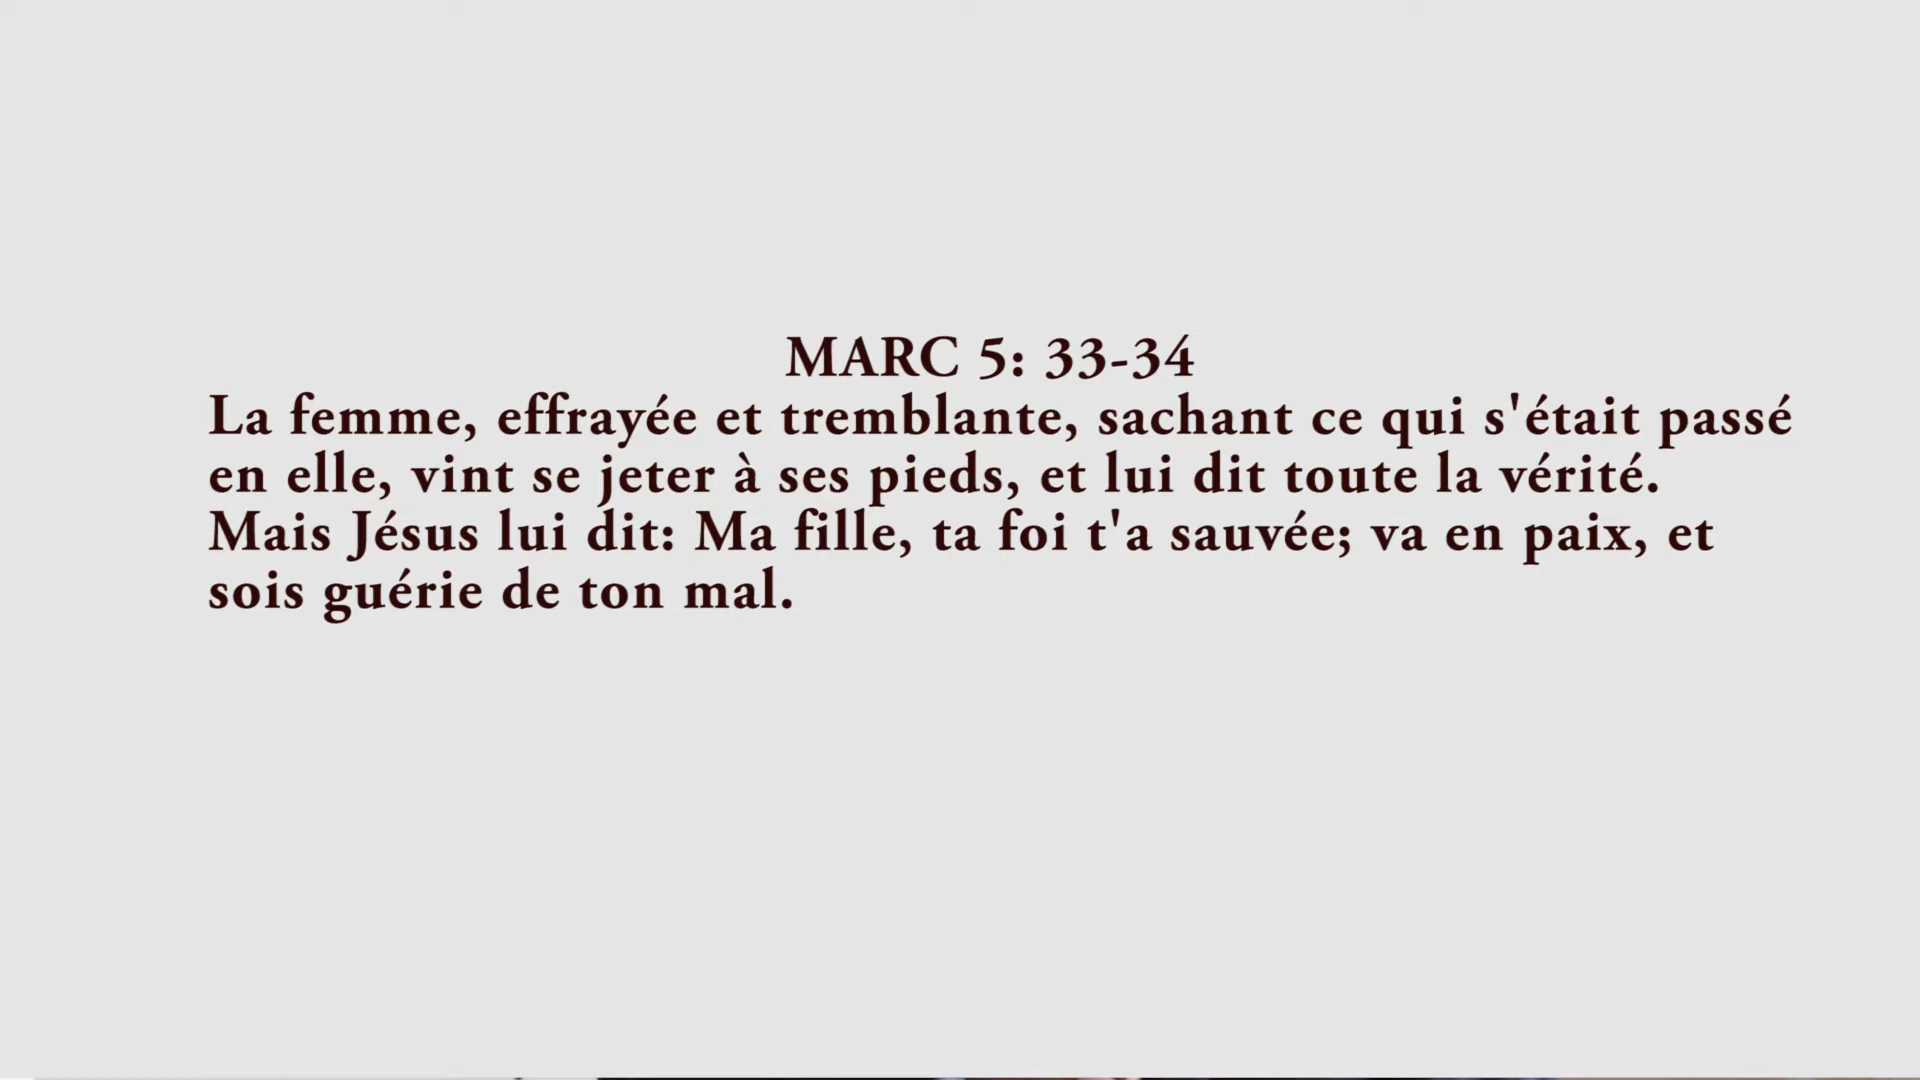 MARC 5: 33-34
La femme, effrayée et tremblante, sachant ce qui s'était passé
en elle, vint se jeter à ses pieds, et lui dit toute la vérité.
Mais Jésus lui dit: Ma fille, ta foi t'a sauvée; va en paix, et
sois guérie de ton mal.